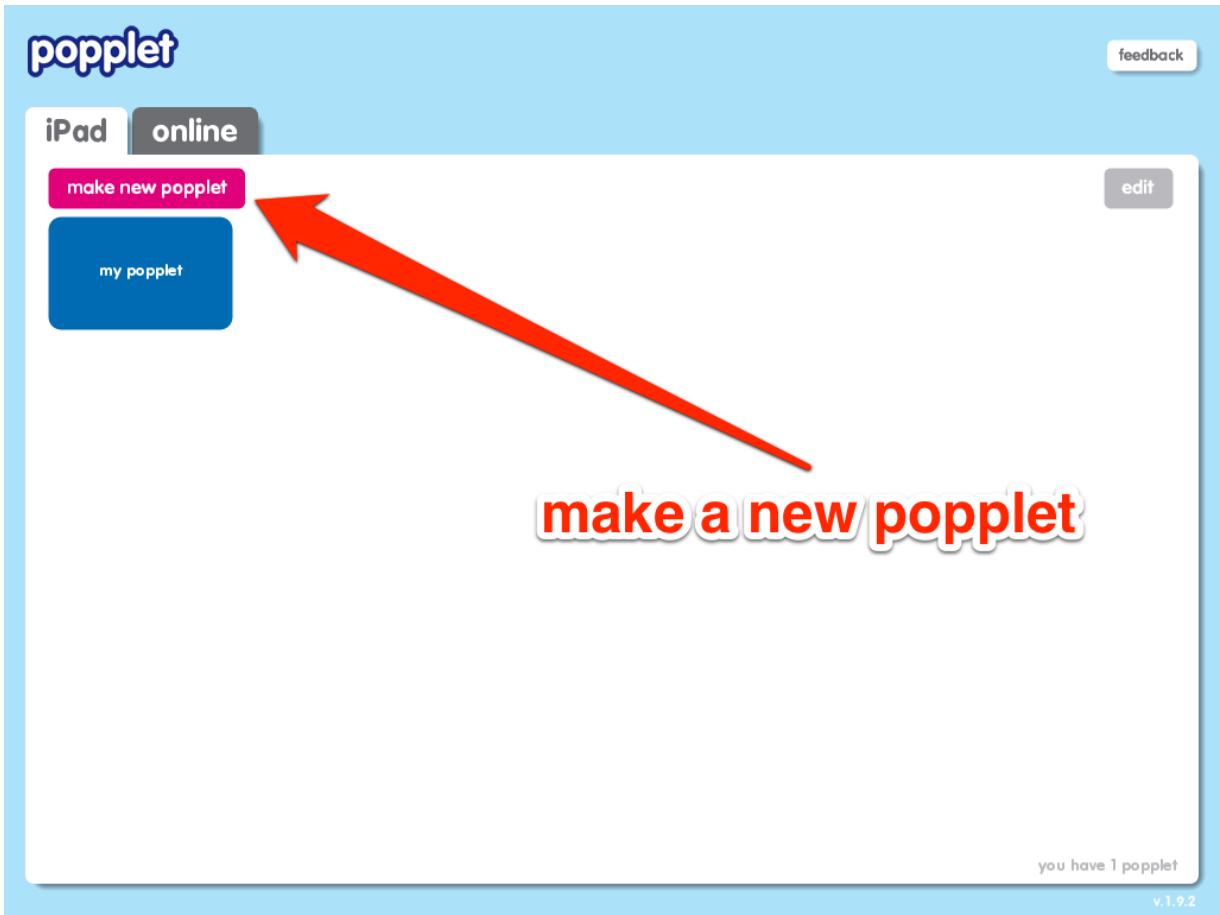 popplet
feedback
iPad
online
make new popplet
edit
my popplet
make a new popplet
you have 1 popplet
v.1.9.2